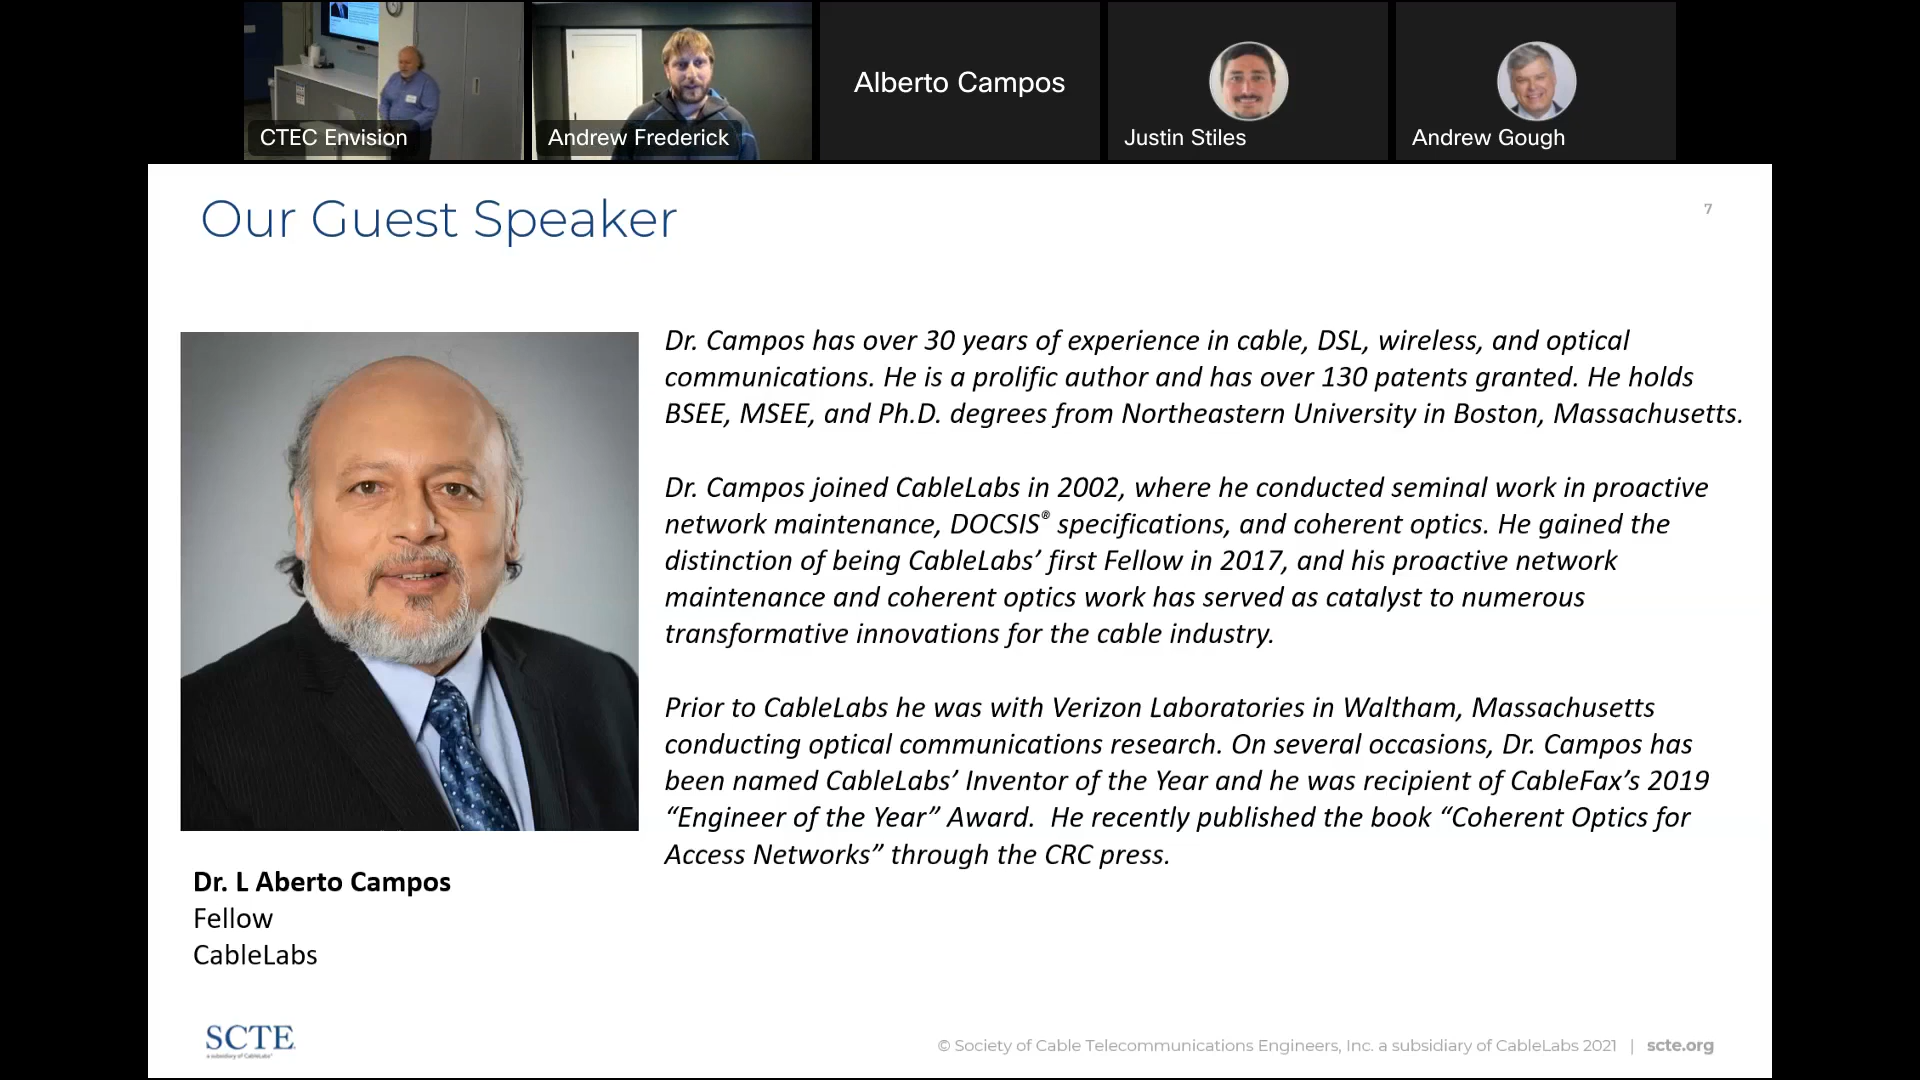 CTEC Envision
Andrew Frederick
Alberto Campos
Justin Stiles
Andrew Gough
Our Guest Speaker
7
Dr. Campos has over 30 years of experience in cable, DSL, wireless, and optical
communications. He is a prolific author and has over 130 patents granted. He holds
BSEE, MSEE, and Ph.D. degrees from Northeastern University in Boston, Massachusetts.
Dr. Campos joined CableLabs in 2002, where he conducted seminal work in proactive
network maintenance, DOCSIS® specifications, and coherent optics. He gained the
distinction of being CableLabs’ first Fellow in 2017, and his proactive network
maintenance and coherent optics work has served as catalyst to numerous
transformative innovations for the cable industry.
Prior to CableLabs he was with Verizon Laboratories in Waltham, Massachusetts
conducting optical communications research. On several occasions, Dr. Campos has
been named CableLabs’ Inventor of the Year and he was recipient of CableFax’s 2019
“Engineer of the Year” Award.  He recently published the book “Coherent Optics for
Access Networks” through the CRC press.
Dr. L Aberto Campos
Fellow
CableLabs
SCTE
a subsidiary of CableLabs®
© Society of Cable Telecommunications Engineers, Inc. a subsidiary of CableLabs 2021 | scte.org